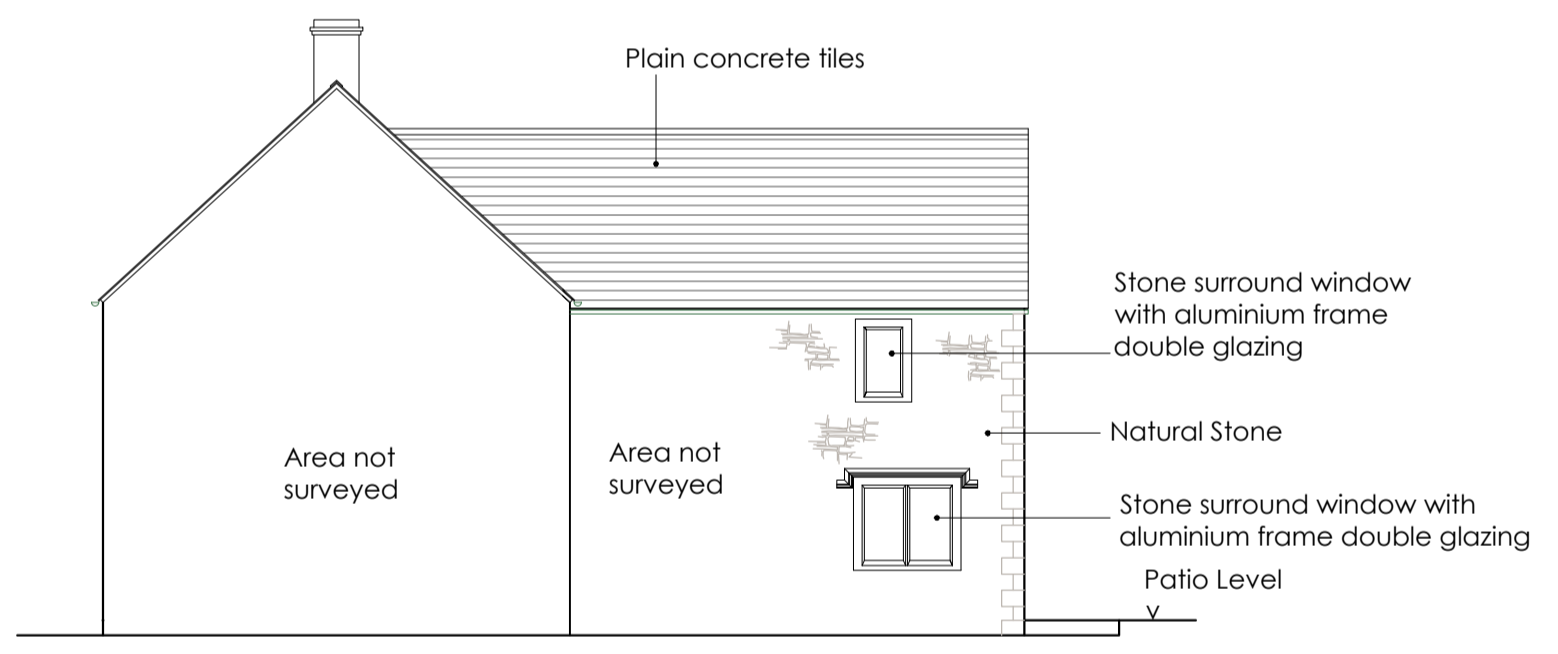 Plain concrete tiles
Stone surround window
with aluminium frame
double glazing
Natural Stone
Area not
surveyed
Area not
surveyed
Stone surround window with
aluminium frame double glazing
Patio Level
v